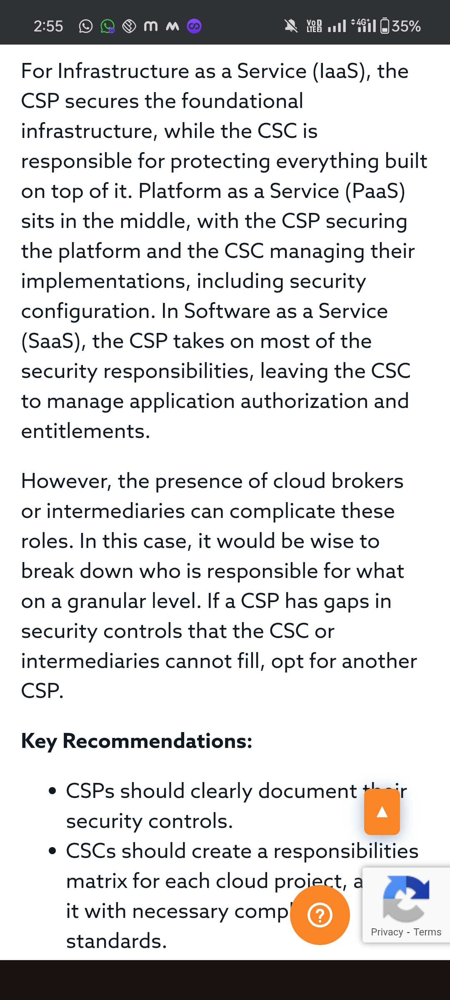 2:55
VoD
LTE 2
4G+
35%
For Infrastructure as a Service (IaaS), the
CSP secures the foundational
infrastructure, while the CSC is
responsible for protecting everything built
on top of it. Platform as a Service (PaaS)
sits in the middle, with the CSP securing
the platform and the CSC managing their
implementations, including security
configuration. In Software as a Service
(SaaS), the CSP takes on most of the
security responsibilities, leaving the CSC
to manage application authorization and
entitlements.
However, the presence of cloud brokers
or intermediaries can complicate these
roles. In this case, it would be wise to
break down who is responsible for what
on a granular level. If a CSP has gaps in
security controls that the CSC or
intermediaries cannot fill, opt for another
CSP.
Key Recommendations:
• CSPs should clearly document their
security controls.
• CSCs should create a responsibilities
matrix for each cloud project,
it with necessary
standards.
Privacy - Terms